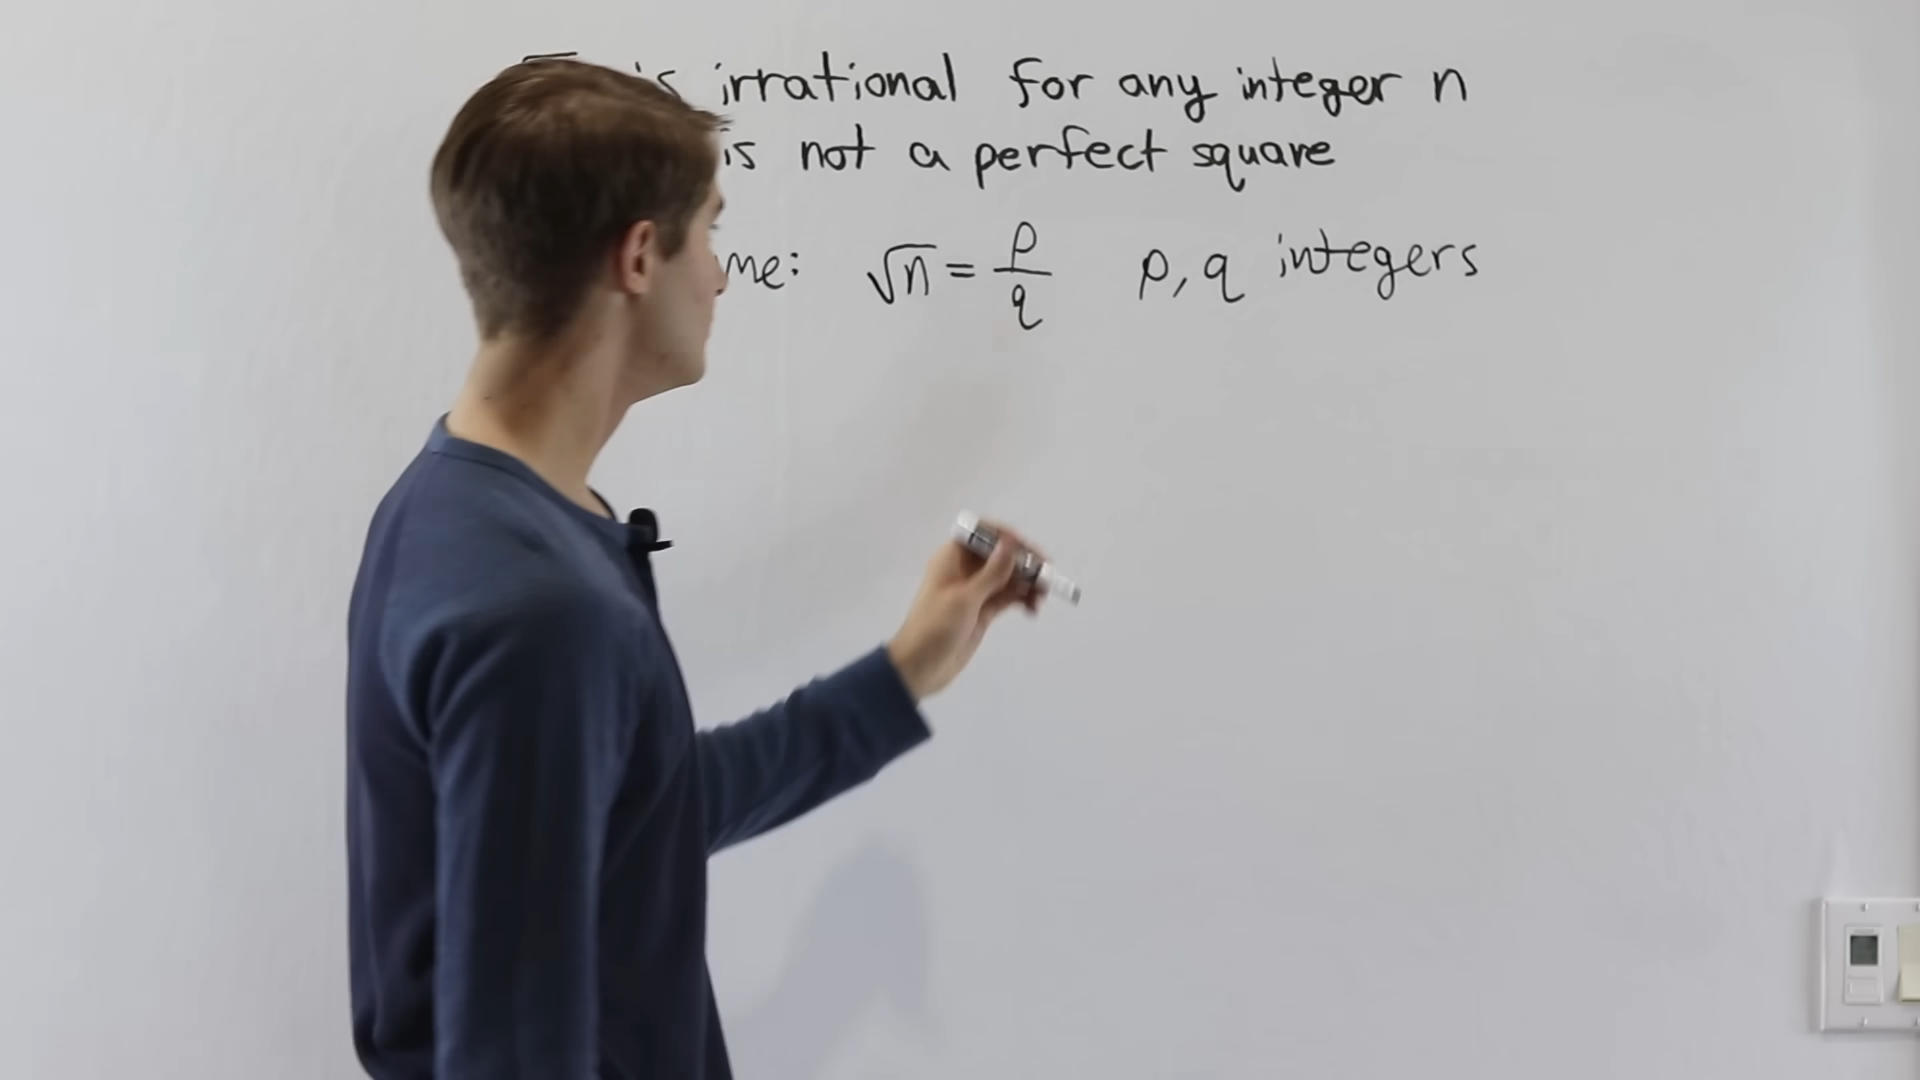 is irrational for any integer n
is not a perfect square
me: √n = p/q p, q integers